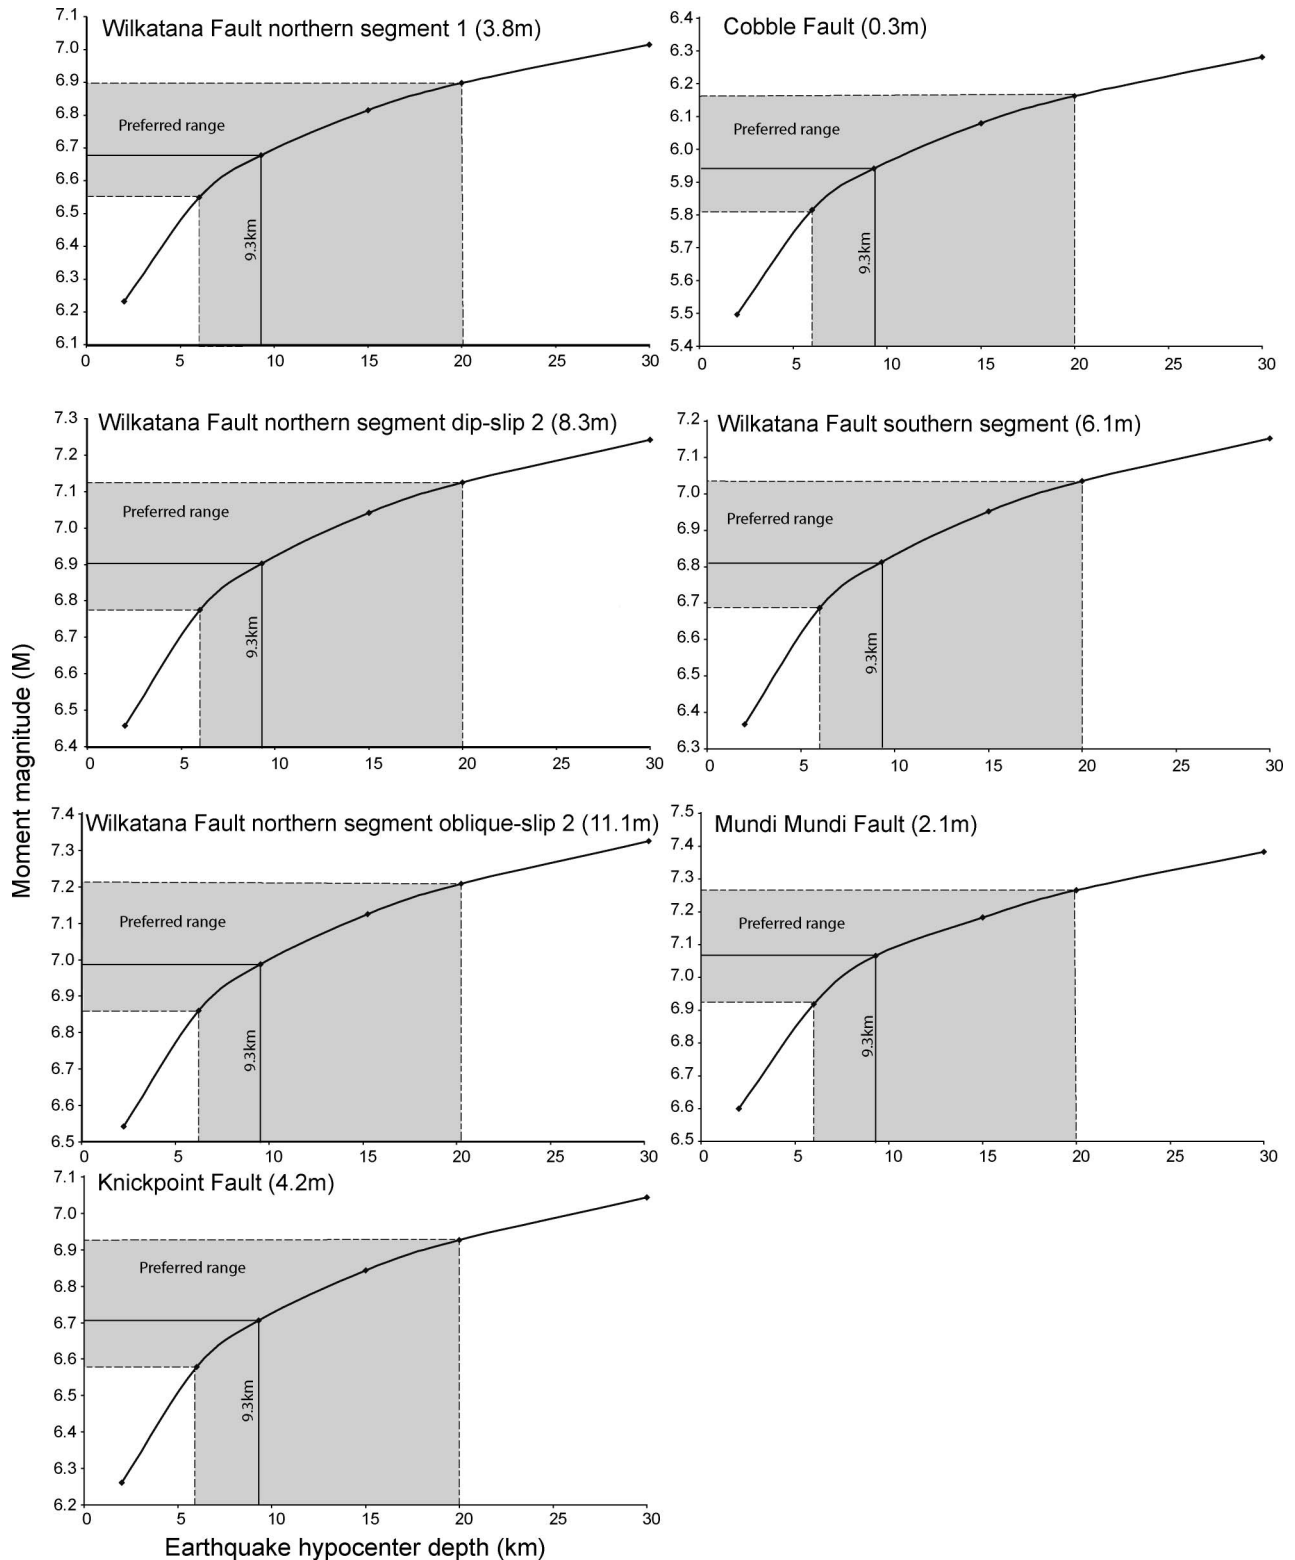 Moment magnitude (M)
Wilkatana Fault northern segment 1 (3.8m)
7.1
7.0
6.9
6.8
6.7
6.6
6.5
6.4
6.3
6.2
6.1
Preferred range
9.3km
0 5 10 15 20 25 30
Cobble Fault (0.3m)
6.4
6.3
6.2
6.1
6.0
5.9
5.8
5.7
5.6
5.5
5.4
Preferred range
9.3km
0 5 10 15 20 25 30
Wilkatana Fault northern segment dip-slip 2 (8.3m)
7.3
7.2
7.1
7.0
6.9
6.8
6.7
6.6
6.5
6.4
Preferred range
9.3km
0 5 10 15 20 25 30
Wilkatana Fault southern segment (6.1m)
7.2
7.1
7.0
6.9
6.8
6.7
6.6
6.5
6.4
6.3
Preferred range
9.3km
0 5 10 15 20 25 30
Wilkatana Fault northern segment oblique-slip 2 (11.1m)
7.4
7.3
7.2
7.1
7.0
6.9
6.8
6.7
6.6
6.5
Preferred range
9.3km
0 5 10 15 20 25 30
Mundi Mundi Fault (2.1m)
7.5
7.4
7.3
7.2
7.1
7.0
6.9
6.8
6.7
6.6
6.5
Preferred range
9.3km
0 5 10 15 20 25 30
Knickpoint Fault (4.2m)
7.1
7.0
6.9
6.8
6.7
6.6
6.5
6.4
6.3
6.2
Preferred range
9.3km
0 5 10 15 20 25 30
Earthquake hypocenter depth (km)